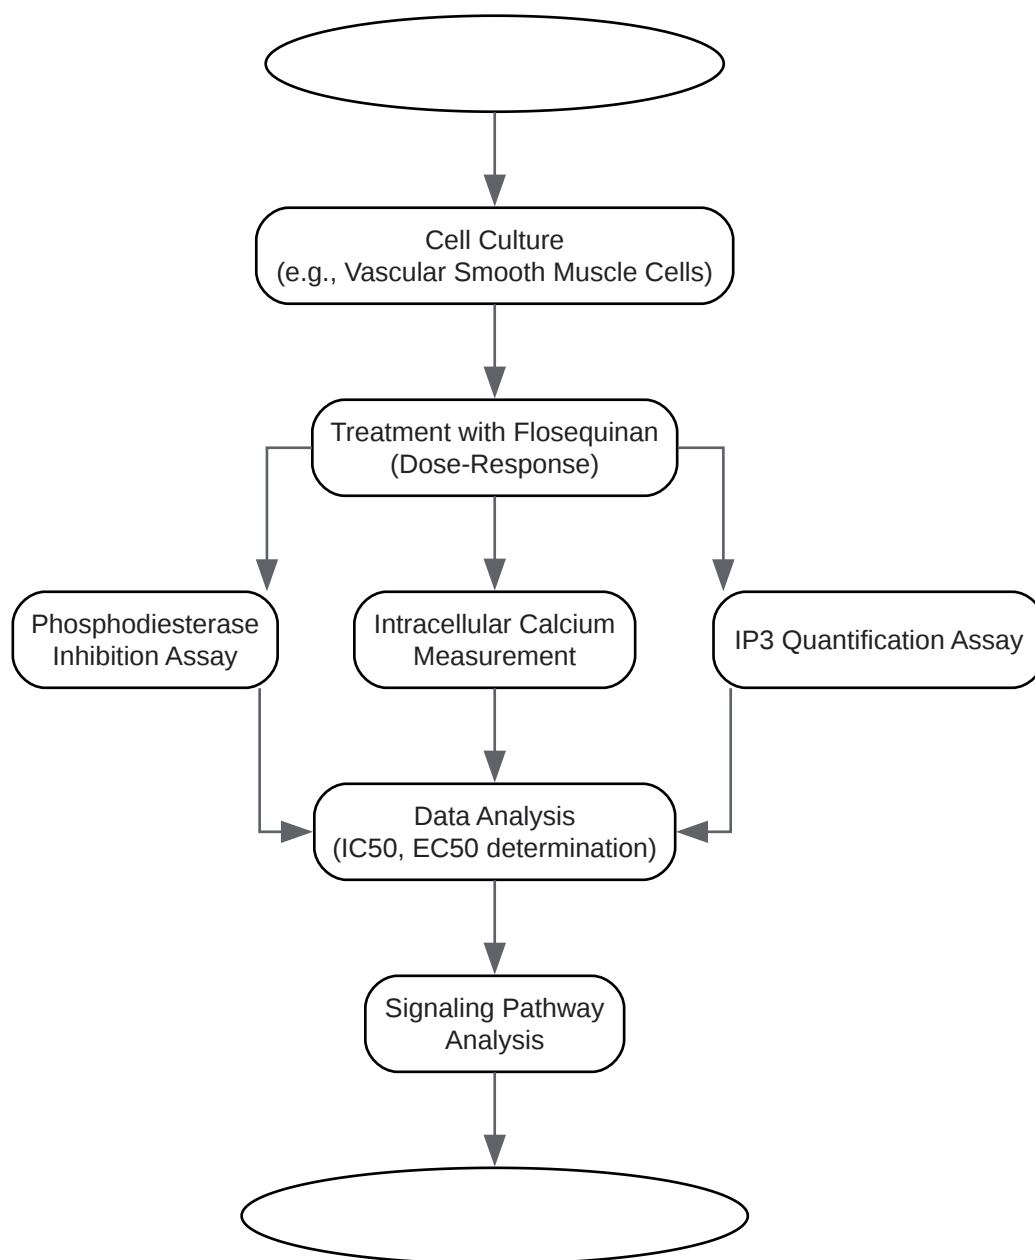 Cell Culture
(e.g., Vascular Smooth Muscle Cells)
Treatment with Flosequinan
(Dose-Response)
Phosphodiesterase
Inhibition Assay
Intracellular Calcium
Measurement
IP3 Quantification Assay
Data Analysis
(IC50, EC50 determination)
Signaling Pathway
Analysis